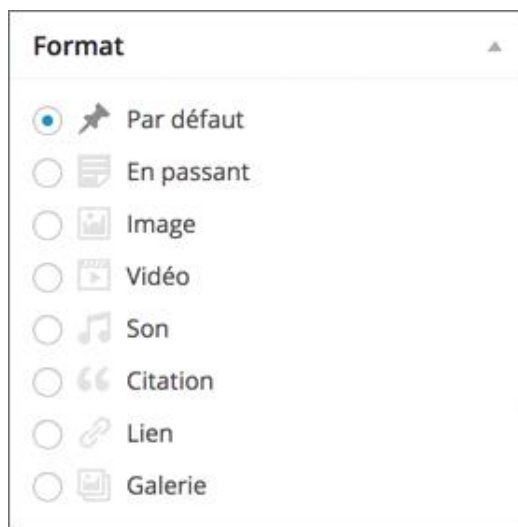 Format
Par défaut
En passant
Image
Vidéo
Son
Citation
Lien
Galerie